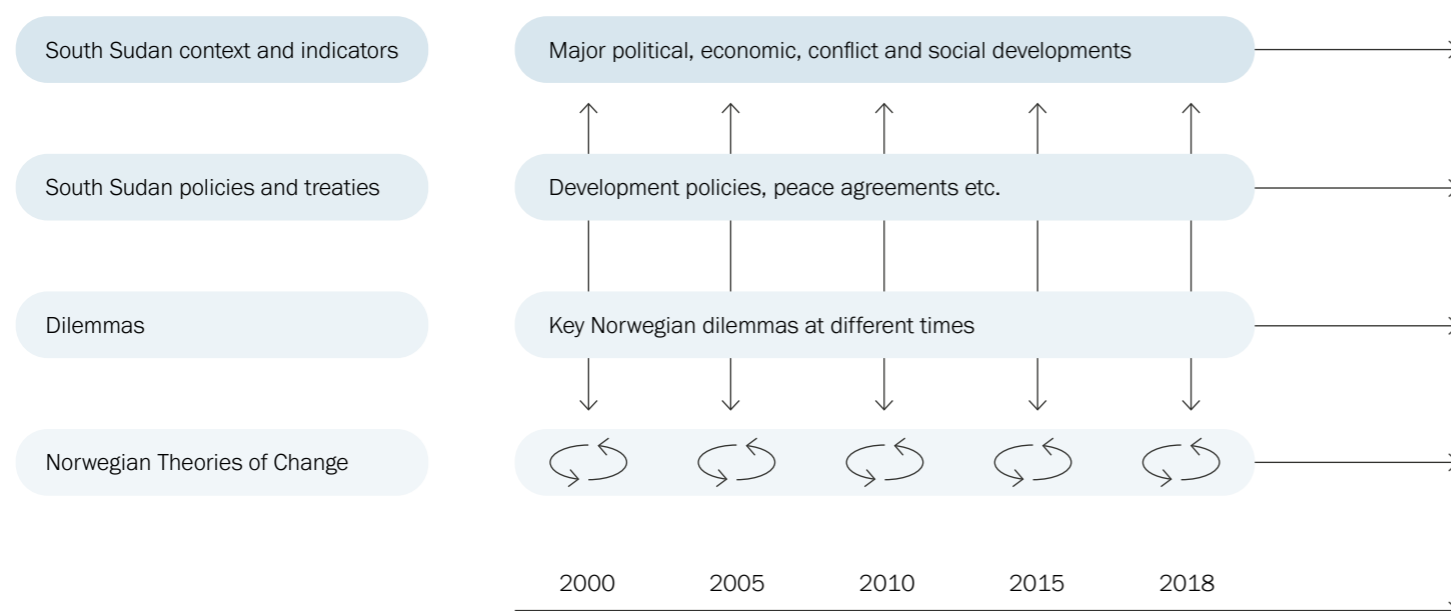 South Sudan context and indicators
Major political, economic, conflict and social developments
South Sudan policies and treaties
Development policies, peace agreements etc.
Dilemmas
Key Norwegian dilemmas at different times
Norwegian Theories of Change
2000 2005 2010 2015 2018